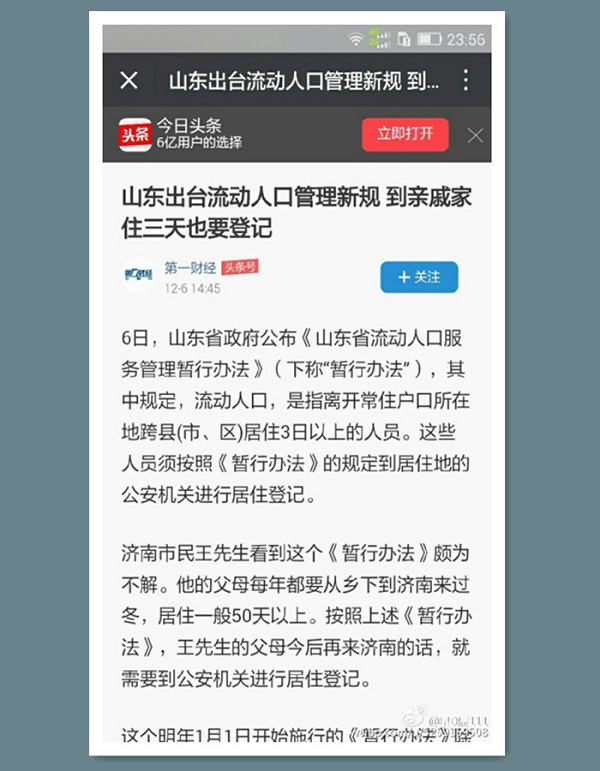 23:56
山东出台流动人口管理新规 到...
头条
今日头条
6亿用户的选择
立即打开
山东出台流动人口管理新规 到亲戚家
住三天也要登记
第一财经 头条号
+ 关注
12-6 14:45
6日，山东省政府公布《山东省流动人口服
务管理暂行办法》（下称“暂行办法”），其
中规定，流动人口，是指离开常住户口所在
地跨县(市、区)居住3日以上的人员。这些
人员须按照《暂行办法》的规定到居住地的
公安机关进行居住登记。
济南市民王先生看到这个《暂行办法》颇为
不解。他的父母每年都要从乡下到济南来过
冬，居住一般50天以上。按照上述《暂行办
法》，王先生的父母今后再来济南的话，就
需要到公安机关进行居住登记。
这个明年1月1日开始施行的《暂行办法》除